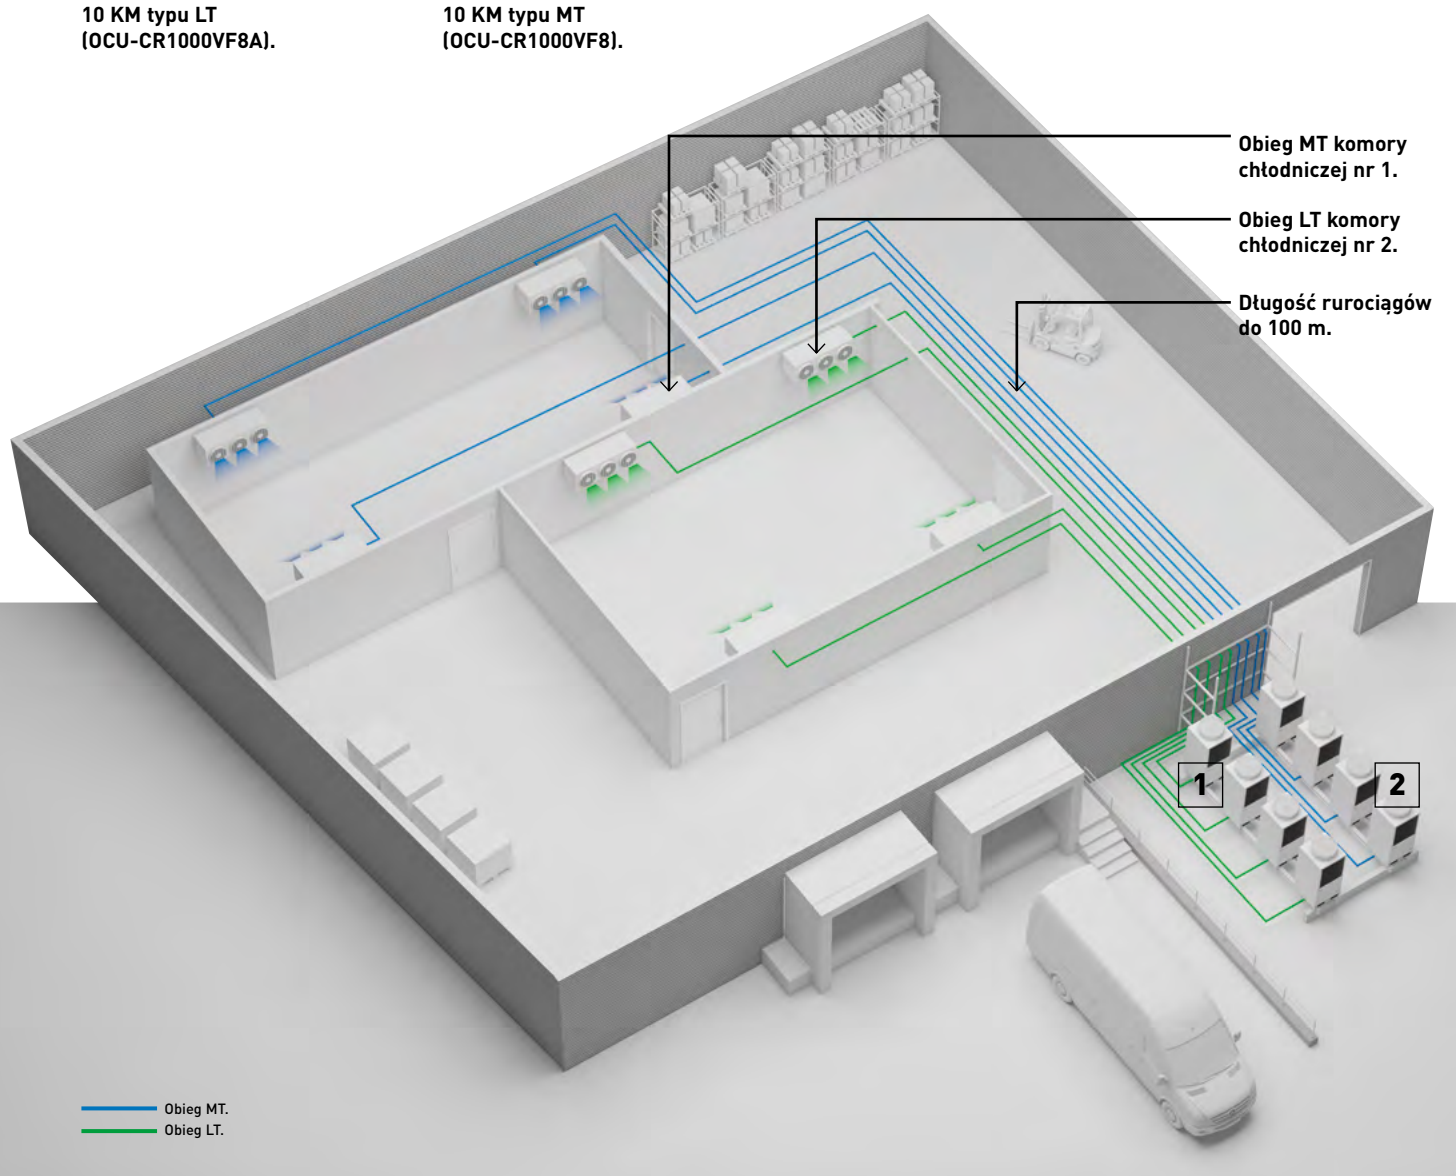 10 KM typu LT
(OCU-CR1000VF8A).
10 KM typu MT
(OCU-CR1000VF8).
Obieg MT komory
chłodniczej nr 1.
Obieg LT komory
chłodniczej nr 2.
Długość rurociągów
do 100 m.
1
2
Obieg MT.
Obieg LT.